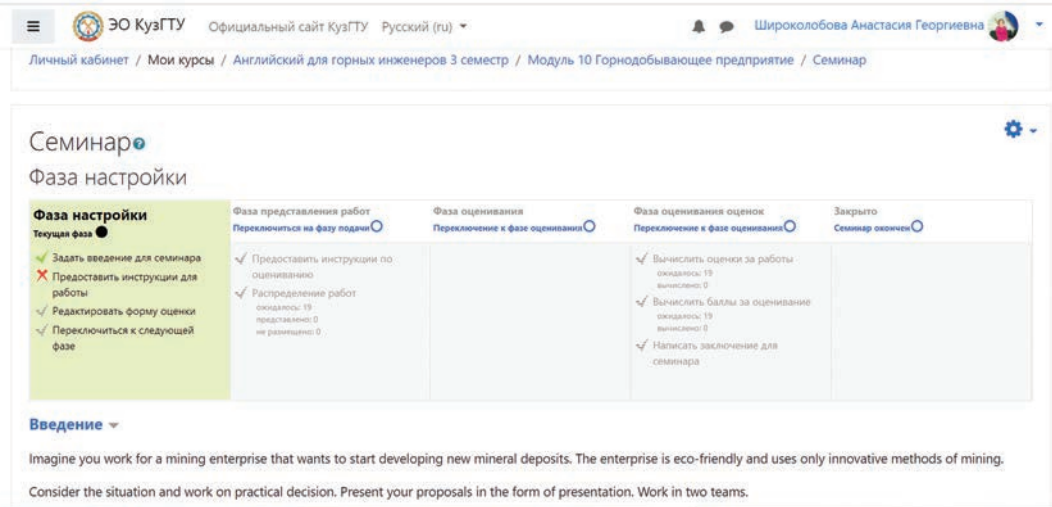 ЭО КузГТУ Официальный сайт КузГТУ Русский (ru) Широколобова Анастасия Георгиевна
Личный кабинет / Мои курсы / Английский для горных инженеров 3 семестр / Модуль 10 Горнодобывающее предприятие / Семинар
Семинар
Фаза настройки
Фаза настройки
Текущая фаза
Задать введение для семинара
Предоставить инструкции для
работы
Редактировать форму оценки
Переключиться к следующей
фазе
Фаза представления работ
Переключиться на фазу подачи
Предоставить инструкции по
оцениванию
Распределение работ
ожидалось: 19
представлено: 0
не размещено: 0
Фаза оценивания
Переключение к фазе оценивания
Фаза оценивания оценок
Переключение к фазе оценивания
Вычислить оценки за работы
ожидалось: 19
вычислено: 0
Вычислить баллы за оценивание
ожидалось: 19
вычислено: 0
Написать заключение для
семинара
Закрыто
Семинар окончен
Введение
Imagine you work for a mining enterprise that wants to start developing new mineral deposits. The enterprise is eco-friendly and uses only innovative methods of mining.
Consider the situation and work on practical decision. Present your proposals in the form of presentation. Work in two teams.